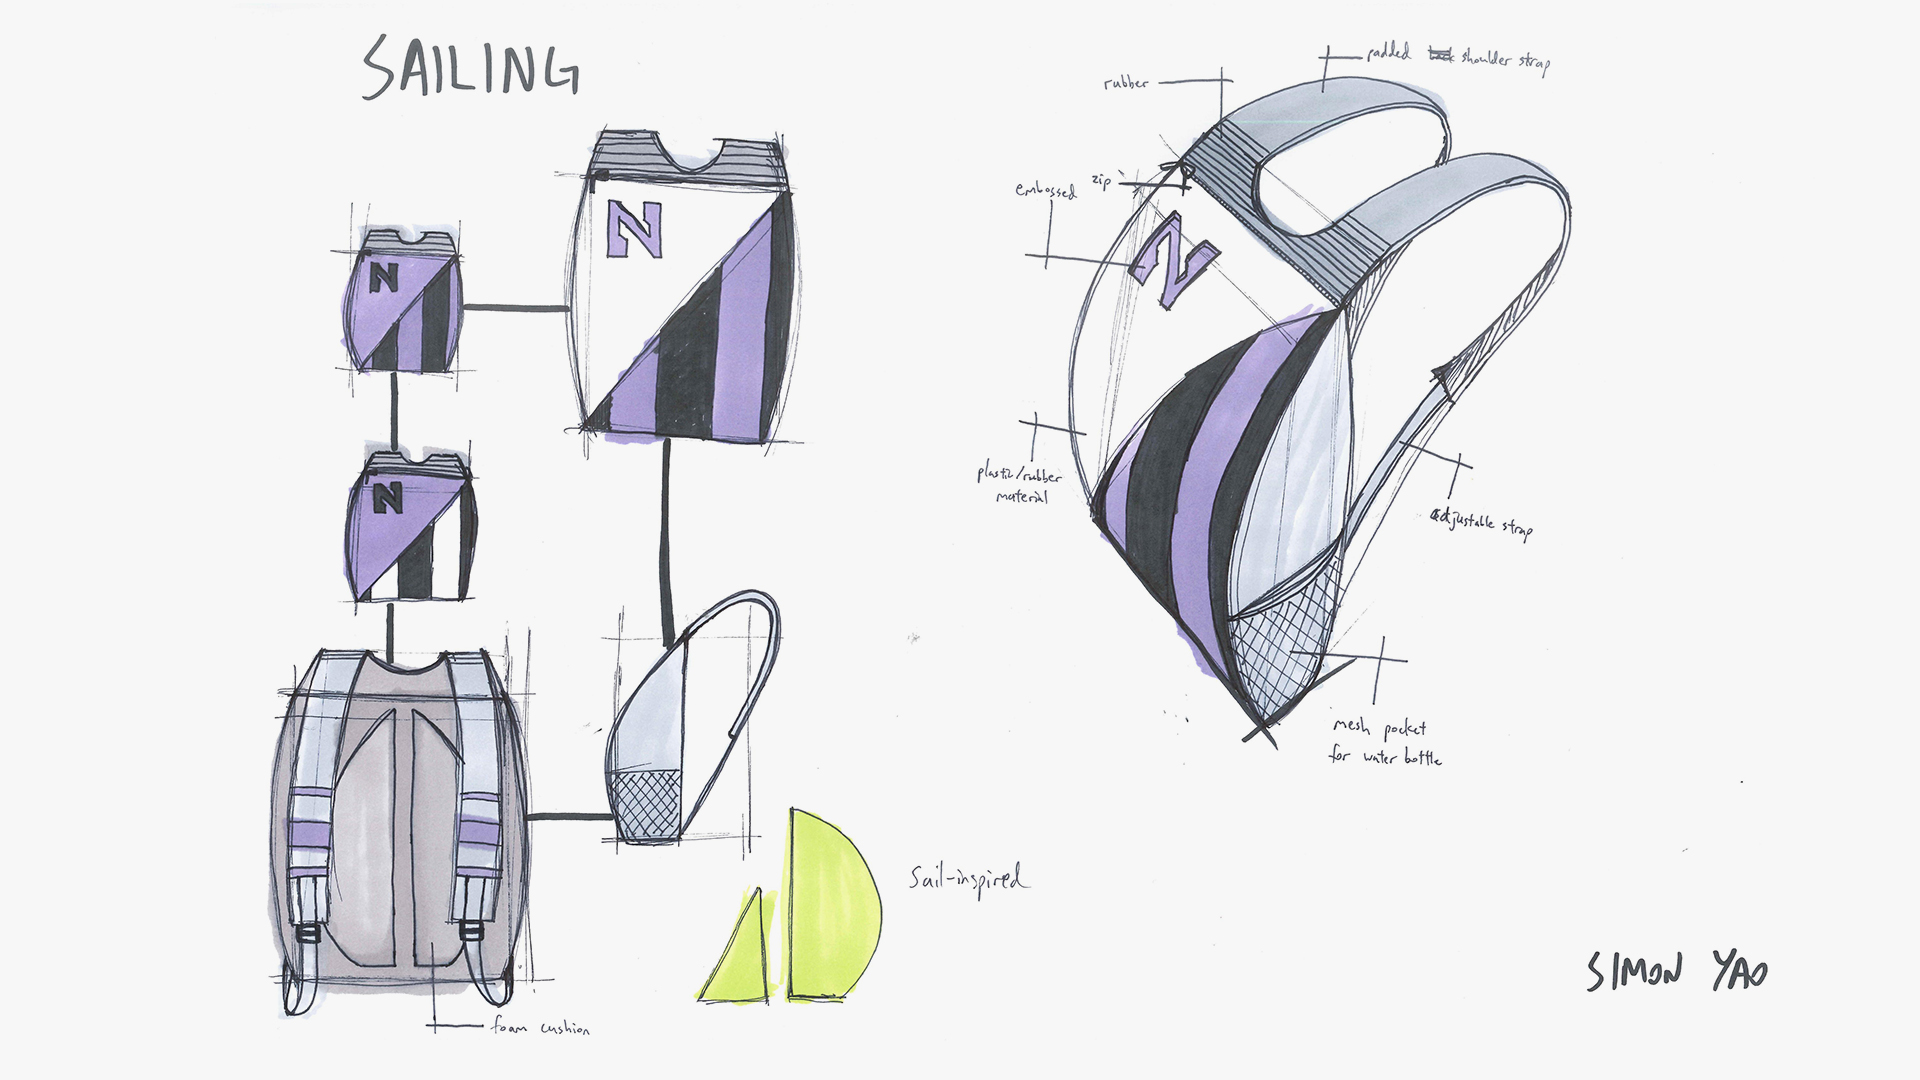 SAILING
N
N
N
foam cushion
sail-inspired
rubber
padded shoulder strap
zip
embossed
N
plastic/rubber
material
adjustable strap
mesh pocket
for water bottle
SIMON YAO